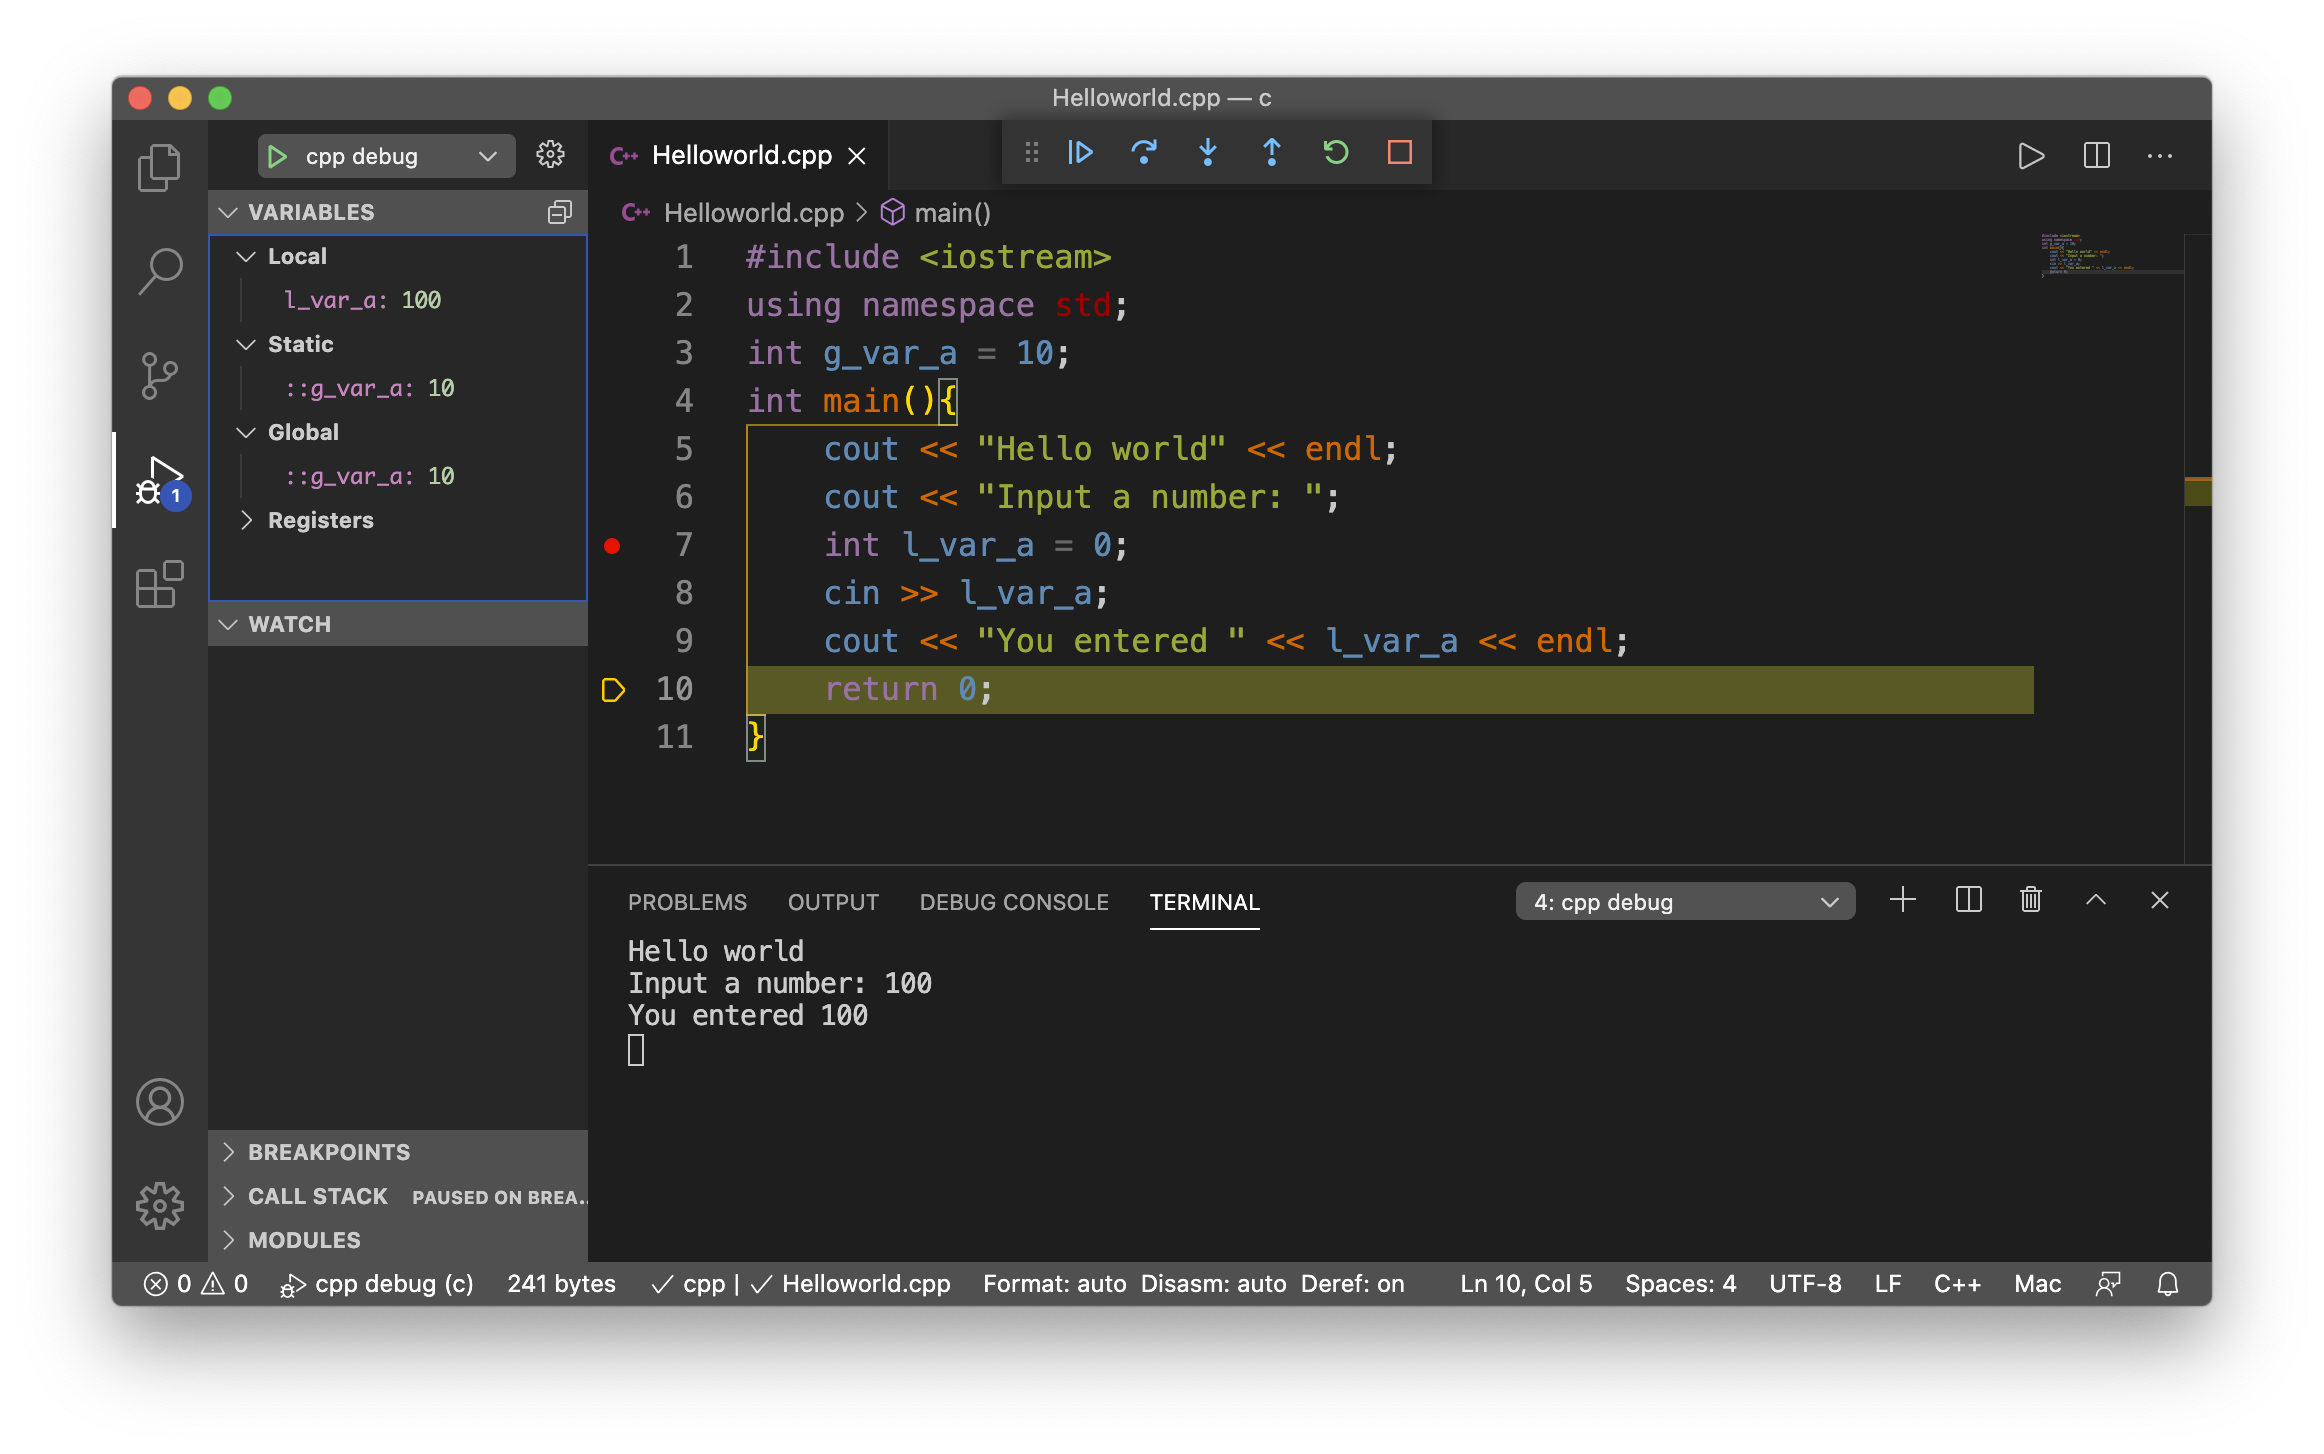 Helloworld.cpp — c
cpp debug
VARIABLES
Local
l_var_a: 100
Static
::g_var_a: 10
Global
::g_var_a: 10
Registers
WATCH
BREAKPOINTS
CALL STACK PAUSED ON BREA...
MODULES
1
C++ Helloworld.cpp
C++ Helloworld.cpp > main()
1 #include <iostream>
2 using namespace std;
3 int g_var_a = 10;
4 int main(){
5 cout << "Hello world" << endl;
6 cout << "Input a number: ";
7 int l_var_a = 0;
8 cin >> l_var_a;
9 cout << "You entered " << l_var_a << endl;
10 return 0;
11 }
PROBLEMS OUTPUT DEBUG CONSOLE TERMINAL 4: cpp debug
Hello world
Input a number: 100
You entered 100
0 0 cpp debug (c) 241 bytes ✓ cpp | ✓ Helloworld.cpp Format: auto Disasm: auto Deref: on Ln 10, Col 5 Spaces: 4 UTF-8 LF C++ Mac